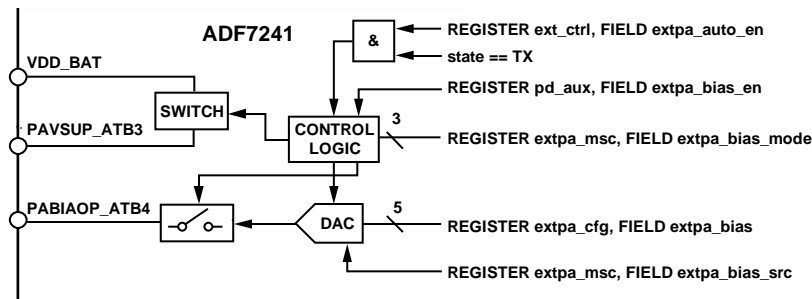 ADF7241
&
REGISTER ext_ctrl, FIELD extpa_auto_en
state == TX
VDD_BAT
REGISTER pd_aux, FIELD extpa_bias_en
SWITCH
PAVSUP_ATB3
CONTROL
LOGIC
3
REGISTER extpa_msc, FIELD extpa_bias_mode
PABIAOP_ATB4
DAC
5
REGISTER extpa_cfg, FIELD extpa_bias
REGISTER extpa_msc, FIELD extpa_bias_src